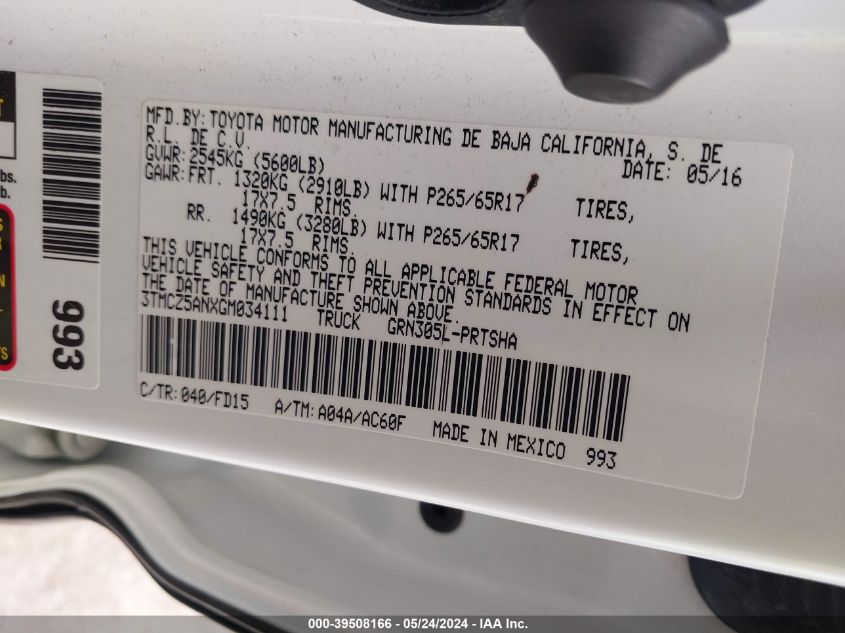 MFD.BY:TOYOTA MOTOR MANUFACTURING DE BAJA CALIFORNIA, S. DE
R.L. DE C.V. DATE: 05/16
GVWR:2545KG (5600LB)
GAWR:FRT. 1320KG (2910LB) WITH P265/65R17 TIRES,
17X7.5 RIMS.
RR. 1490KG (3280LB) WITH P265/65R17 TIRES,
17X7.5 RIMS.
THIS VEHICLE CONFORMS TO ALL APPLICABLE FEDERAL MOTOR
VEHICLE SAFETY AND THEFT PREVENTION STANDARDS IN EFFECT ON
THE DATE OF MANUFACTURE SHOWN ABOVE.
3TMCZ5ANXGM034111 TRUCK GRN305L-PRTSHA
C/TR:040/FD15 A/TM:A04A/AC60F MADE IN MEXICO 993
993
lbs.
b.
000-39508166 — 05/24/2024 — IAA Inc.